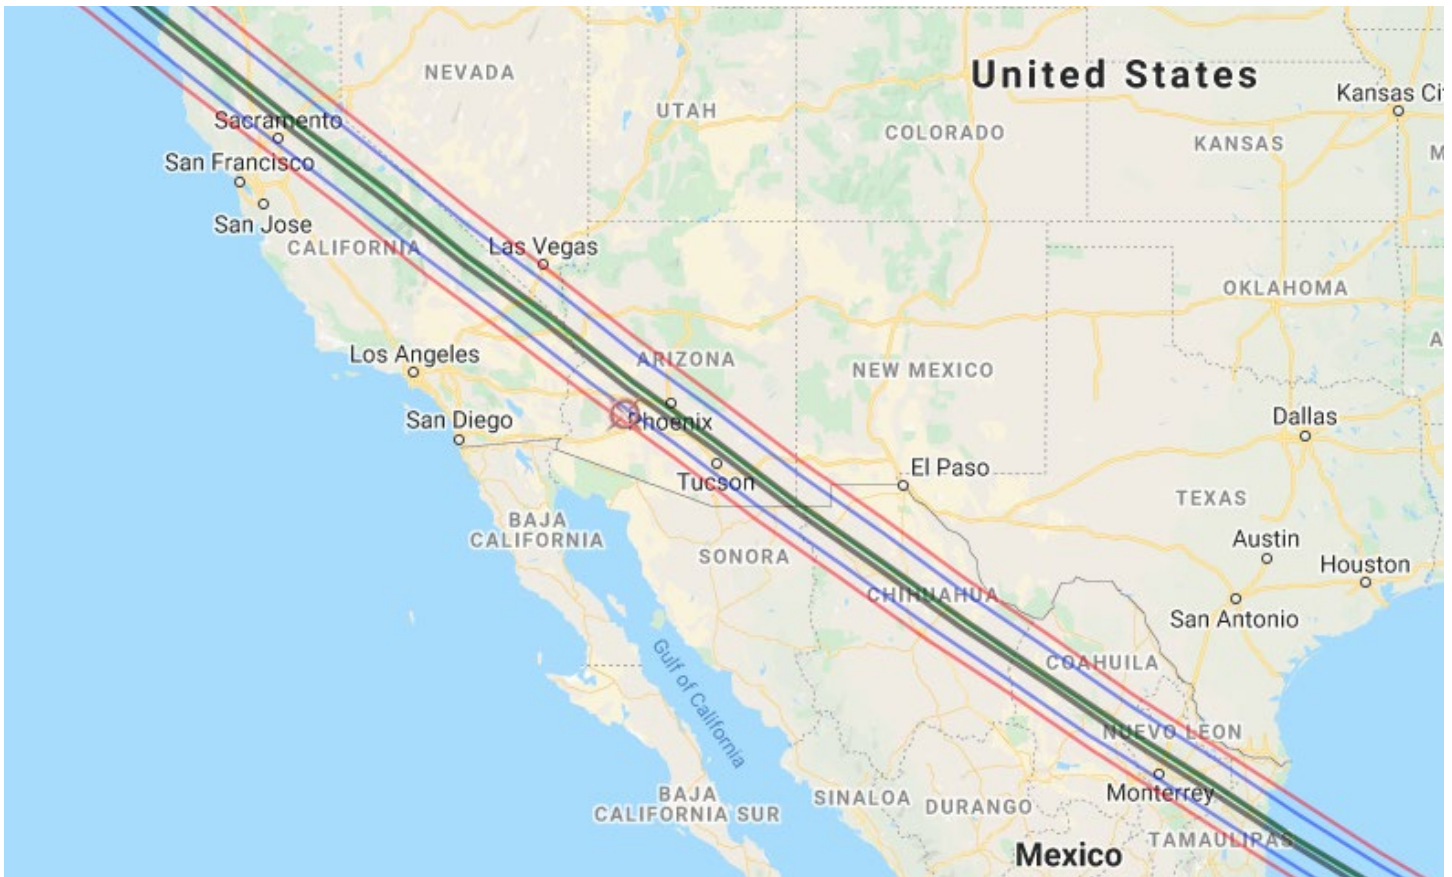 NEVADA
United States
UTAH
Kansas Ci
Sacramento
COLORADO
KANSAS
M
San Francisco
San Jose
CALIFORNIA
Las Vegas
OKLAHOMA
Los Angeles
ARIZONA
NEW MEXICO
A
San Diego
Phoenix
Dallas
El Paso
Tucson
TEXAS
BAJA
CALIFORNIA
SONORA
Austin
Houston
CHIHUAHUA
San Antonio
Gulf of California
COAHUILA
NUEVO LEON
Monterrey
BAJA
CALIFORNIA SUR
SINALOA
DURANGO
TAMAULIPAS
Mexico